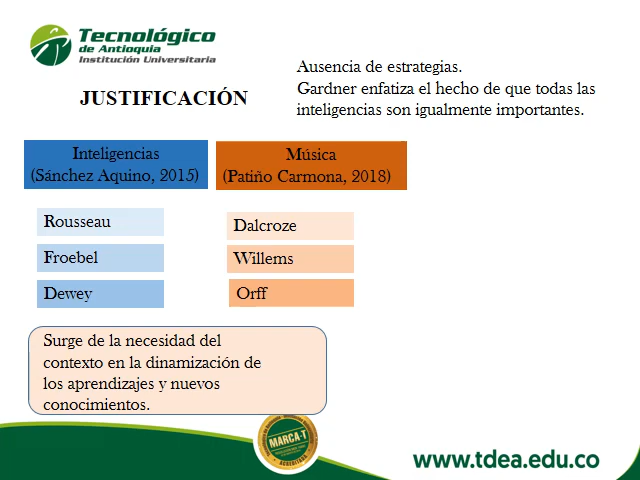 Tecnológico
de Antioquia
Institución Universitaria
JUSTIFICACIÓN
Ausencia de estrategias.
Gardner enfatiza el hecho de que todas las
inteligencias son igualmente importantes.
Inteligencias
(Sánchez Aquino, 2015)
Rousseau
Froebel
Dewey
Música
(Patiño Carmona, 2018)
Dalcroze
Willems
Orff
Surge de la necesidad del
contexto en la dinamización de
los aprendizajes y nuevos
conocimientos.
MARCA-T
ACREDITADA
www.tdea.edu.co